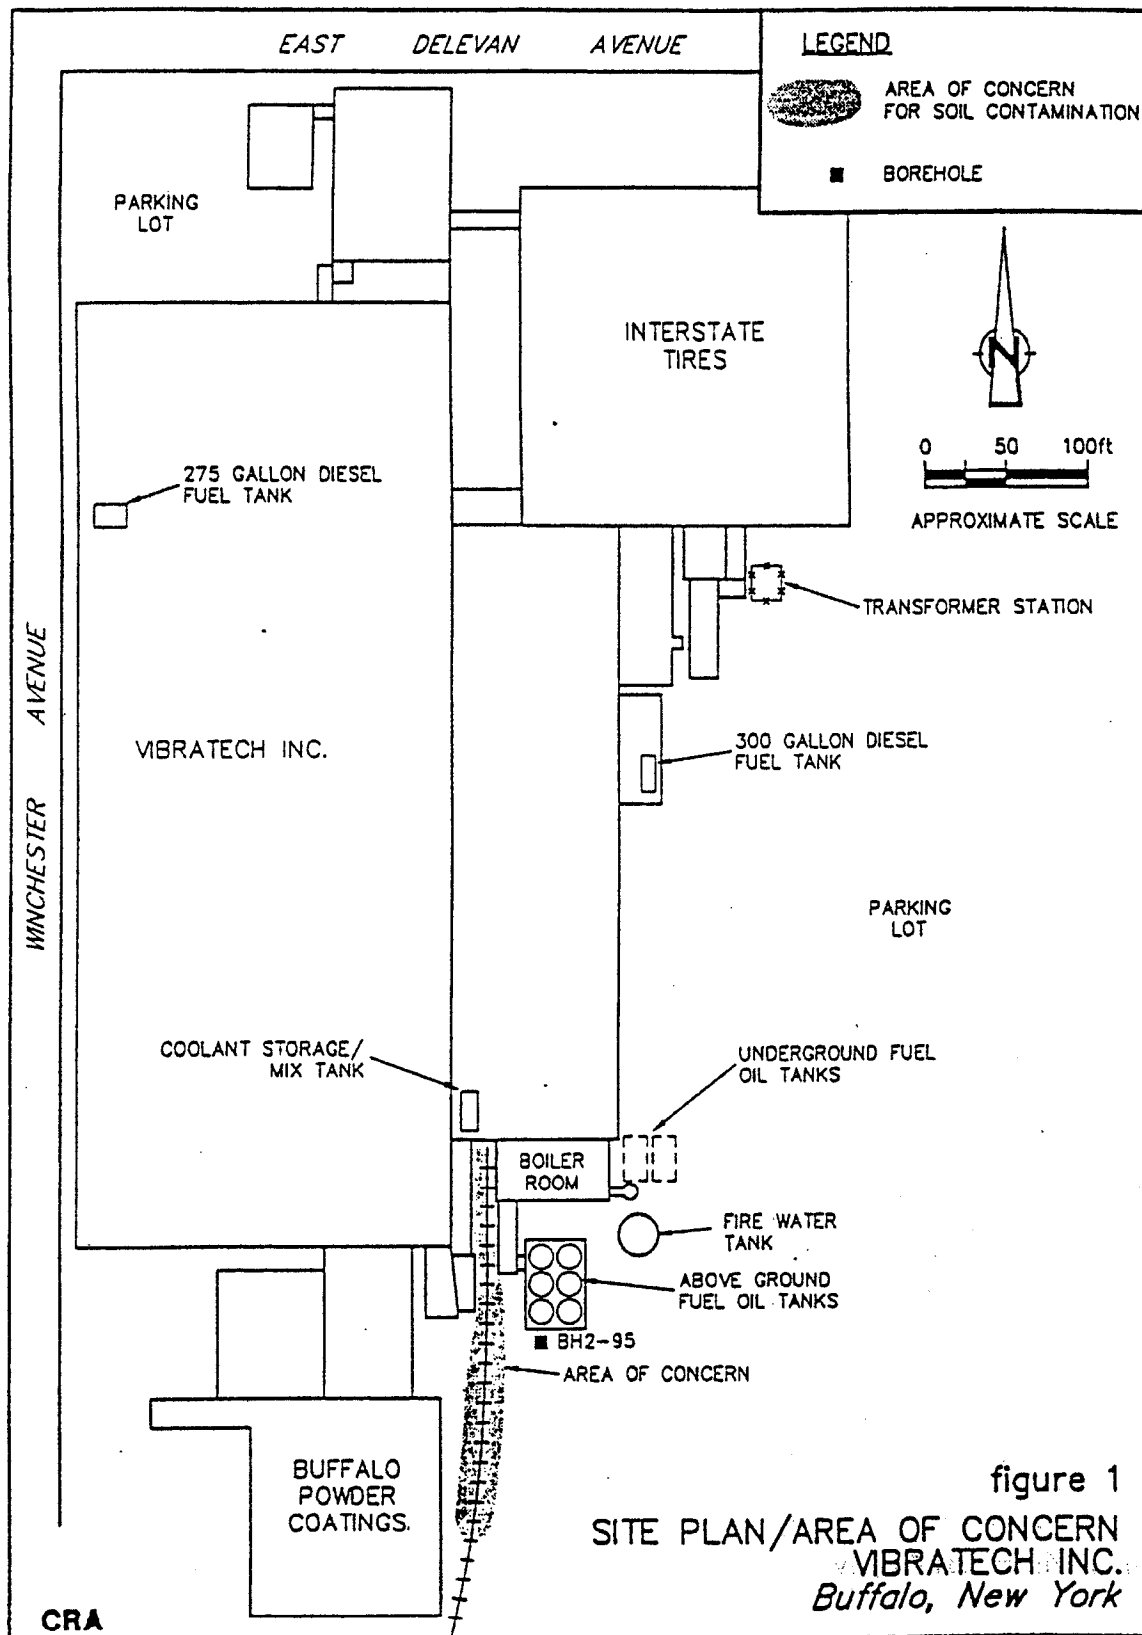 EAST DELEVAN AVENUE
LEGEND
AREA OF CONCERN
FOR SOIL CONTAMINATION
BOREHOLE
PARKING
LOT
INTERSTATE
TIRES
N
0 50 100ft
APPROXIMATE SCALE
275 GALLON DIESEL
FUEL TANK
TRANSFORMER STATION
WINCHESTER AVENUE
VIBRATECH INC.
300 GALLON DIESEL
FUEL TANK
PARKING
LOT
COOLANT STORAGE/
MIX TANK
UNDERGROUND FUEL
OIL TANKS
BOILER
ROOM
FIRE WATER
TANK
ABOVE GROUND
FUEL OIL TANKS
BH2-95
AREA OF CONCERN
BUFFALO
POWDER
COATINGS.
figure 1
SITE PLAN/AREA OF CONCERN
VIBRATECH INC.
Buffalo, New York
CRA